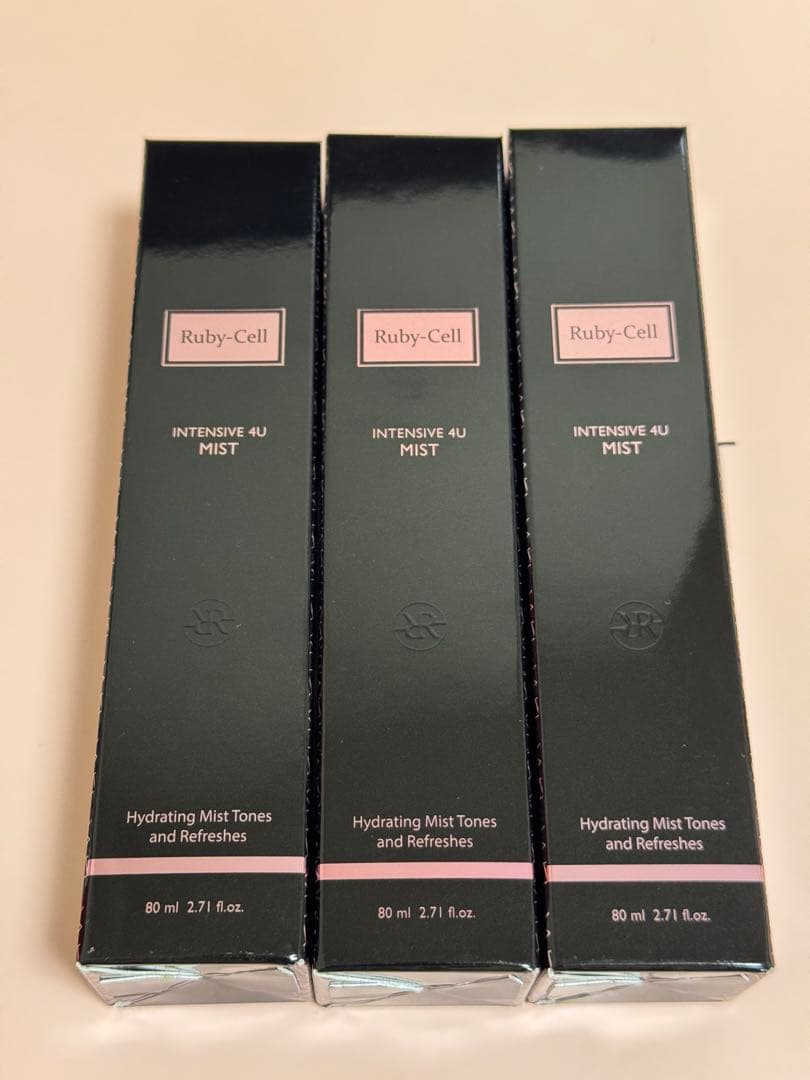 Ruby-Cell
INTENSIVE 4U
MIST
Hydrating Mist Tones
and Refreshes
80 ml 2.71 fl.oz.
Ruby-Cell
INTENSIVE 4U
MIST
Hydrating Mist Tones
and Refreshes
80 ml 2.71 fl.oz.
Ruby-Cell
INTENSIVE 4U
MIST
Hydrating Mist Tones
and Refreshes
80 ml 2.71 fl.oz.